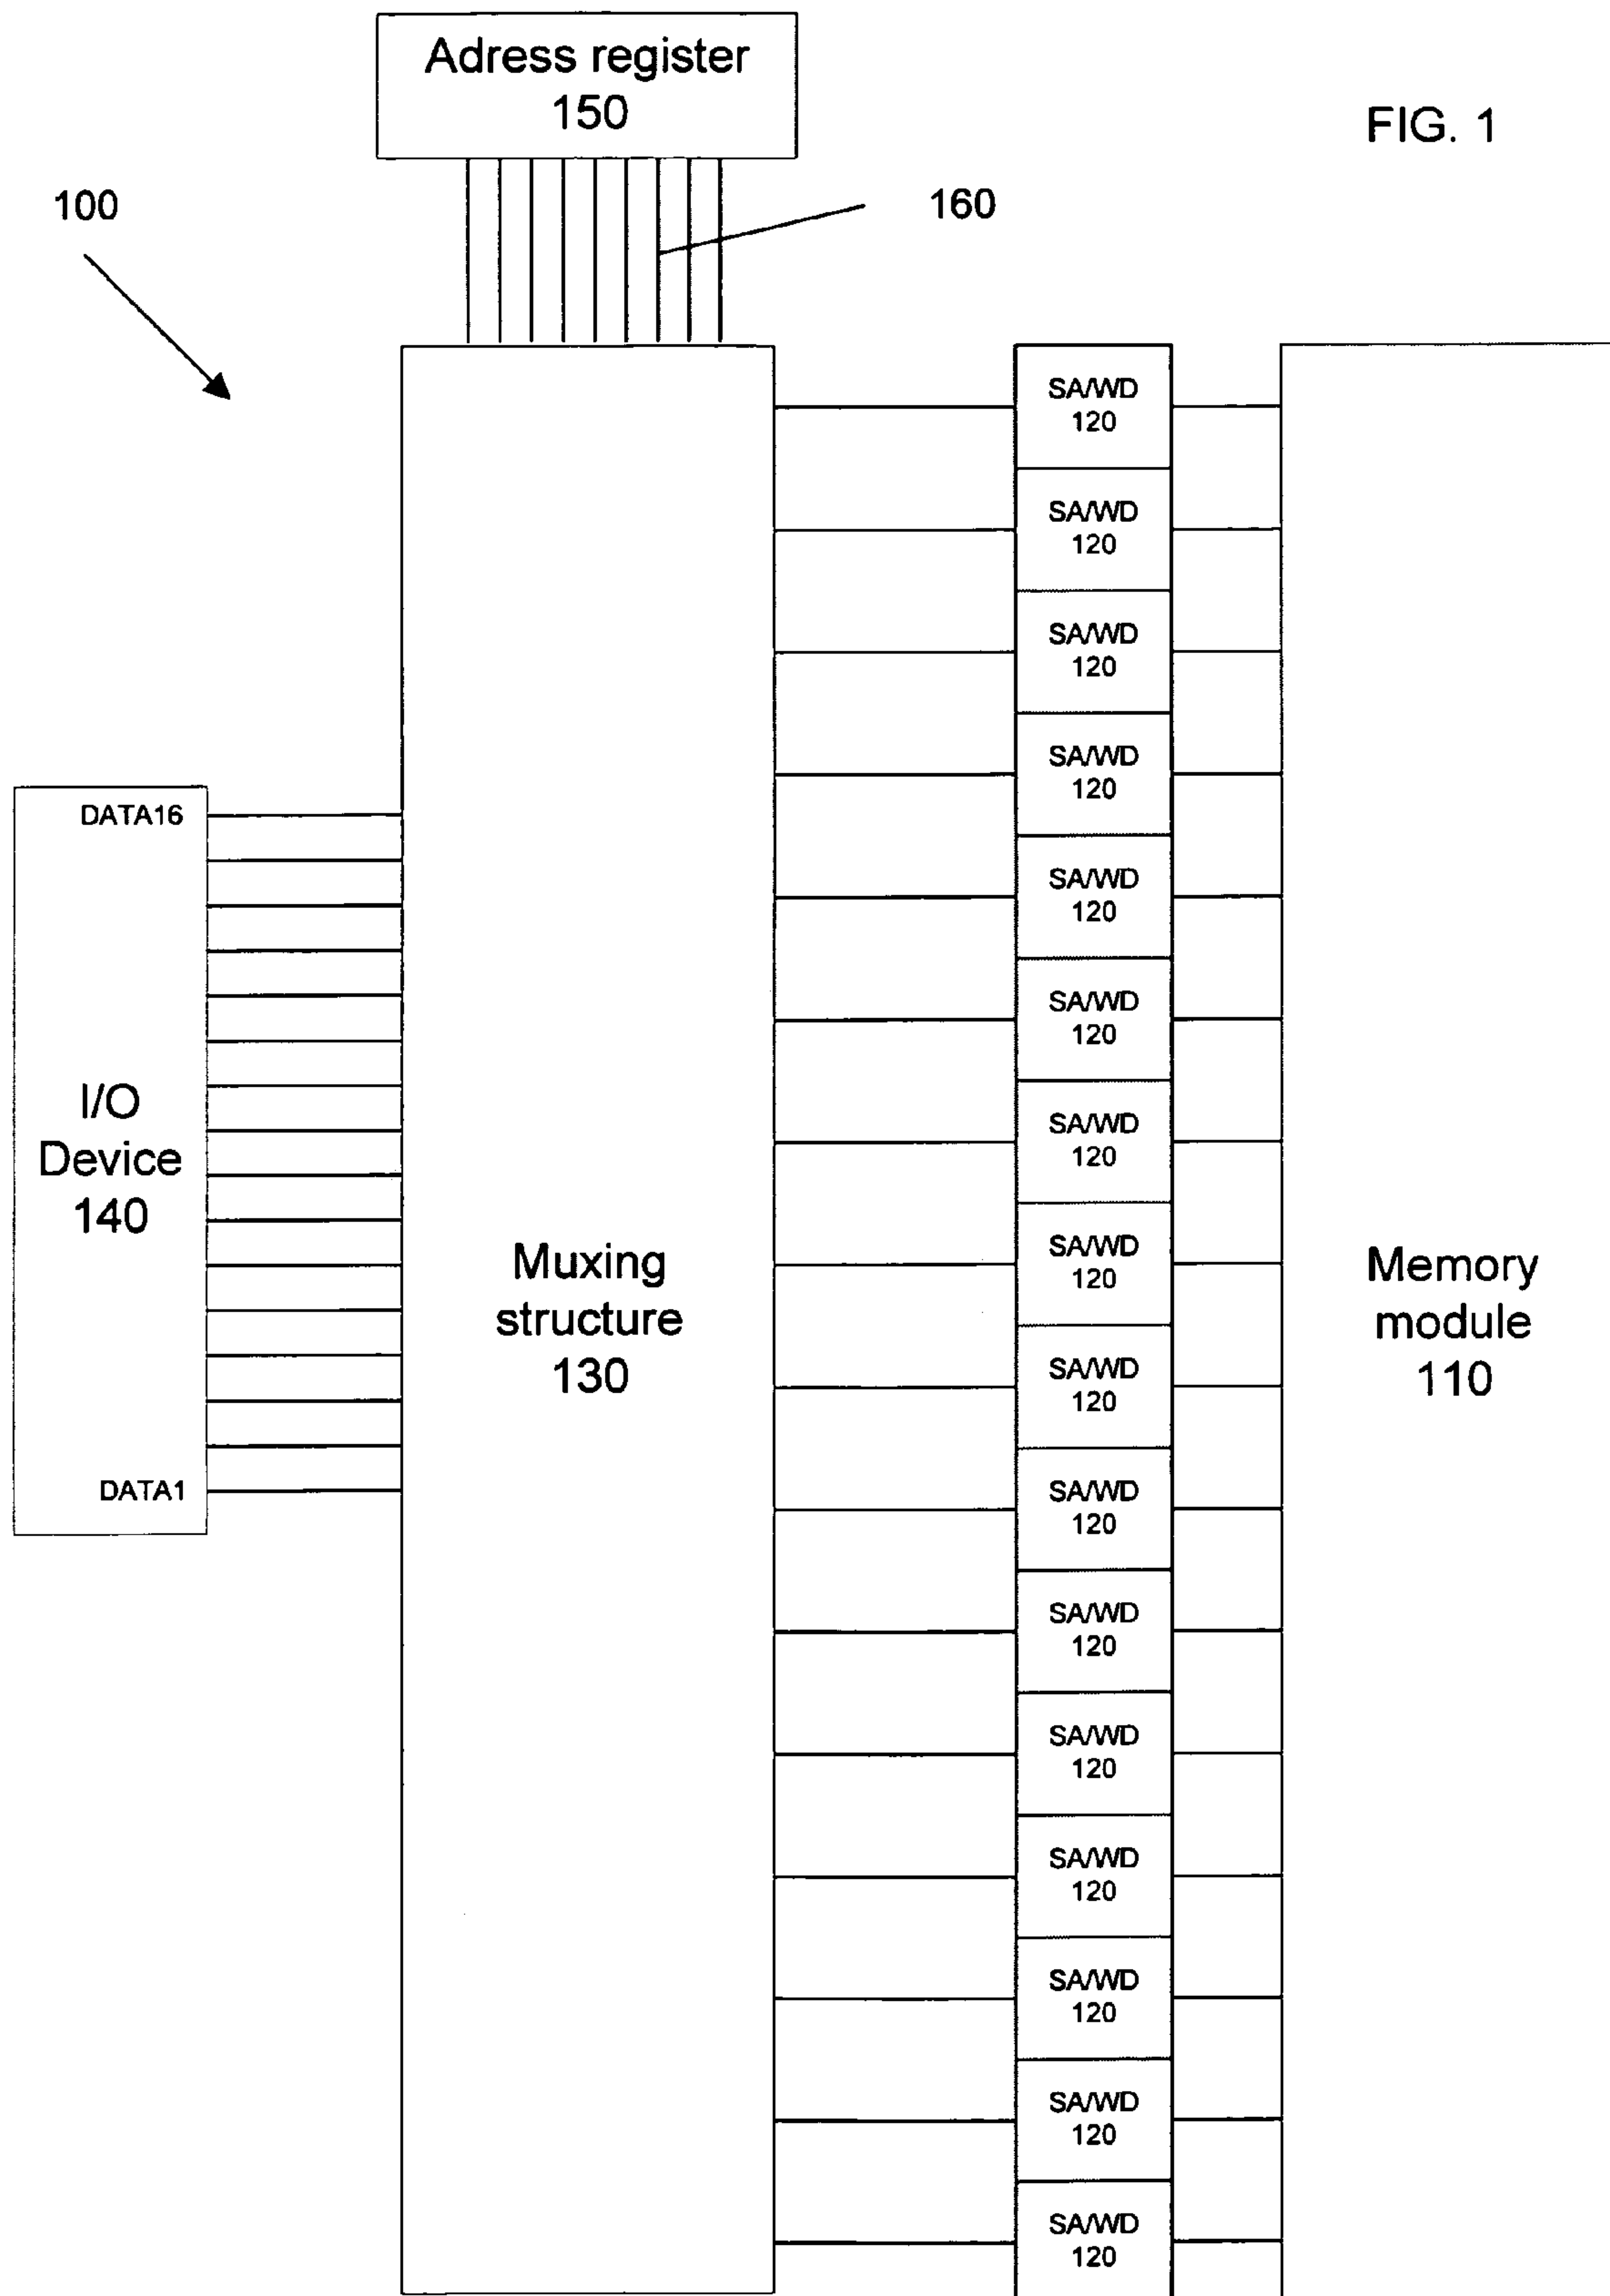 Adress register
150
FIG. 1
100
160
SA/WD
120
SA/WD
120
SA/WD
120
SA/WD
120
DATA16
SA/WD
120
SA/WD
120
I/O
Device
140
SA/WD
120
SA/WD
120
Muxing
structure
130
Memory
module
110
SA/WD
120
DATA1
SA/WD
120
SA/WD
120
SA/WD
120
SA/WD
120
SA/WD
120
SA/WD
120
SA/WD
120